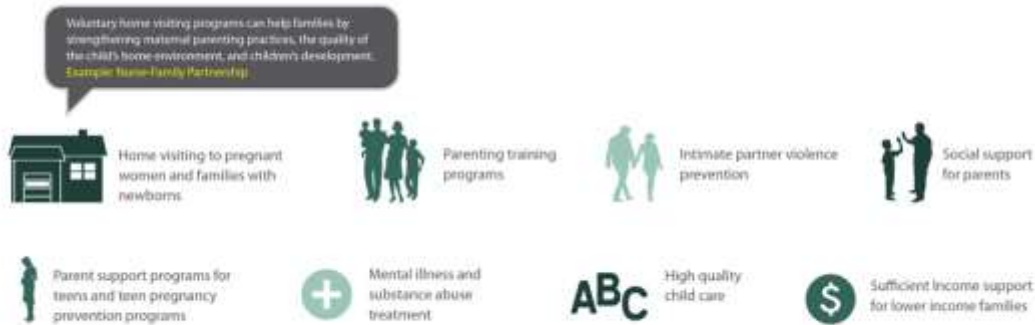 Voluntary home visiting programs can help families by
strengthening maternal parenting practices, the quality of
the child's home environment, and children's development.
Example: Nurse-Family Partnership
Home visiting to pregnant
women and families with
newborns
Parenting training
programs
Intimate partner violence
prevention
Social support
for parents
Parent support programs for
teens and teen pregnancy
prevention programs
Mental illness and
substance abuse
treatment
ABC
High quality
child care
$
Sufficient income support
for lower income families